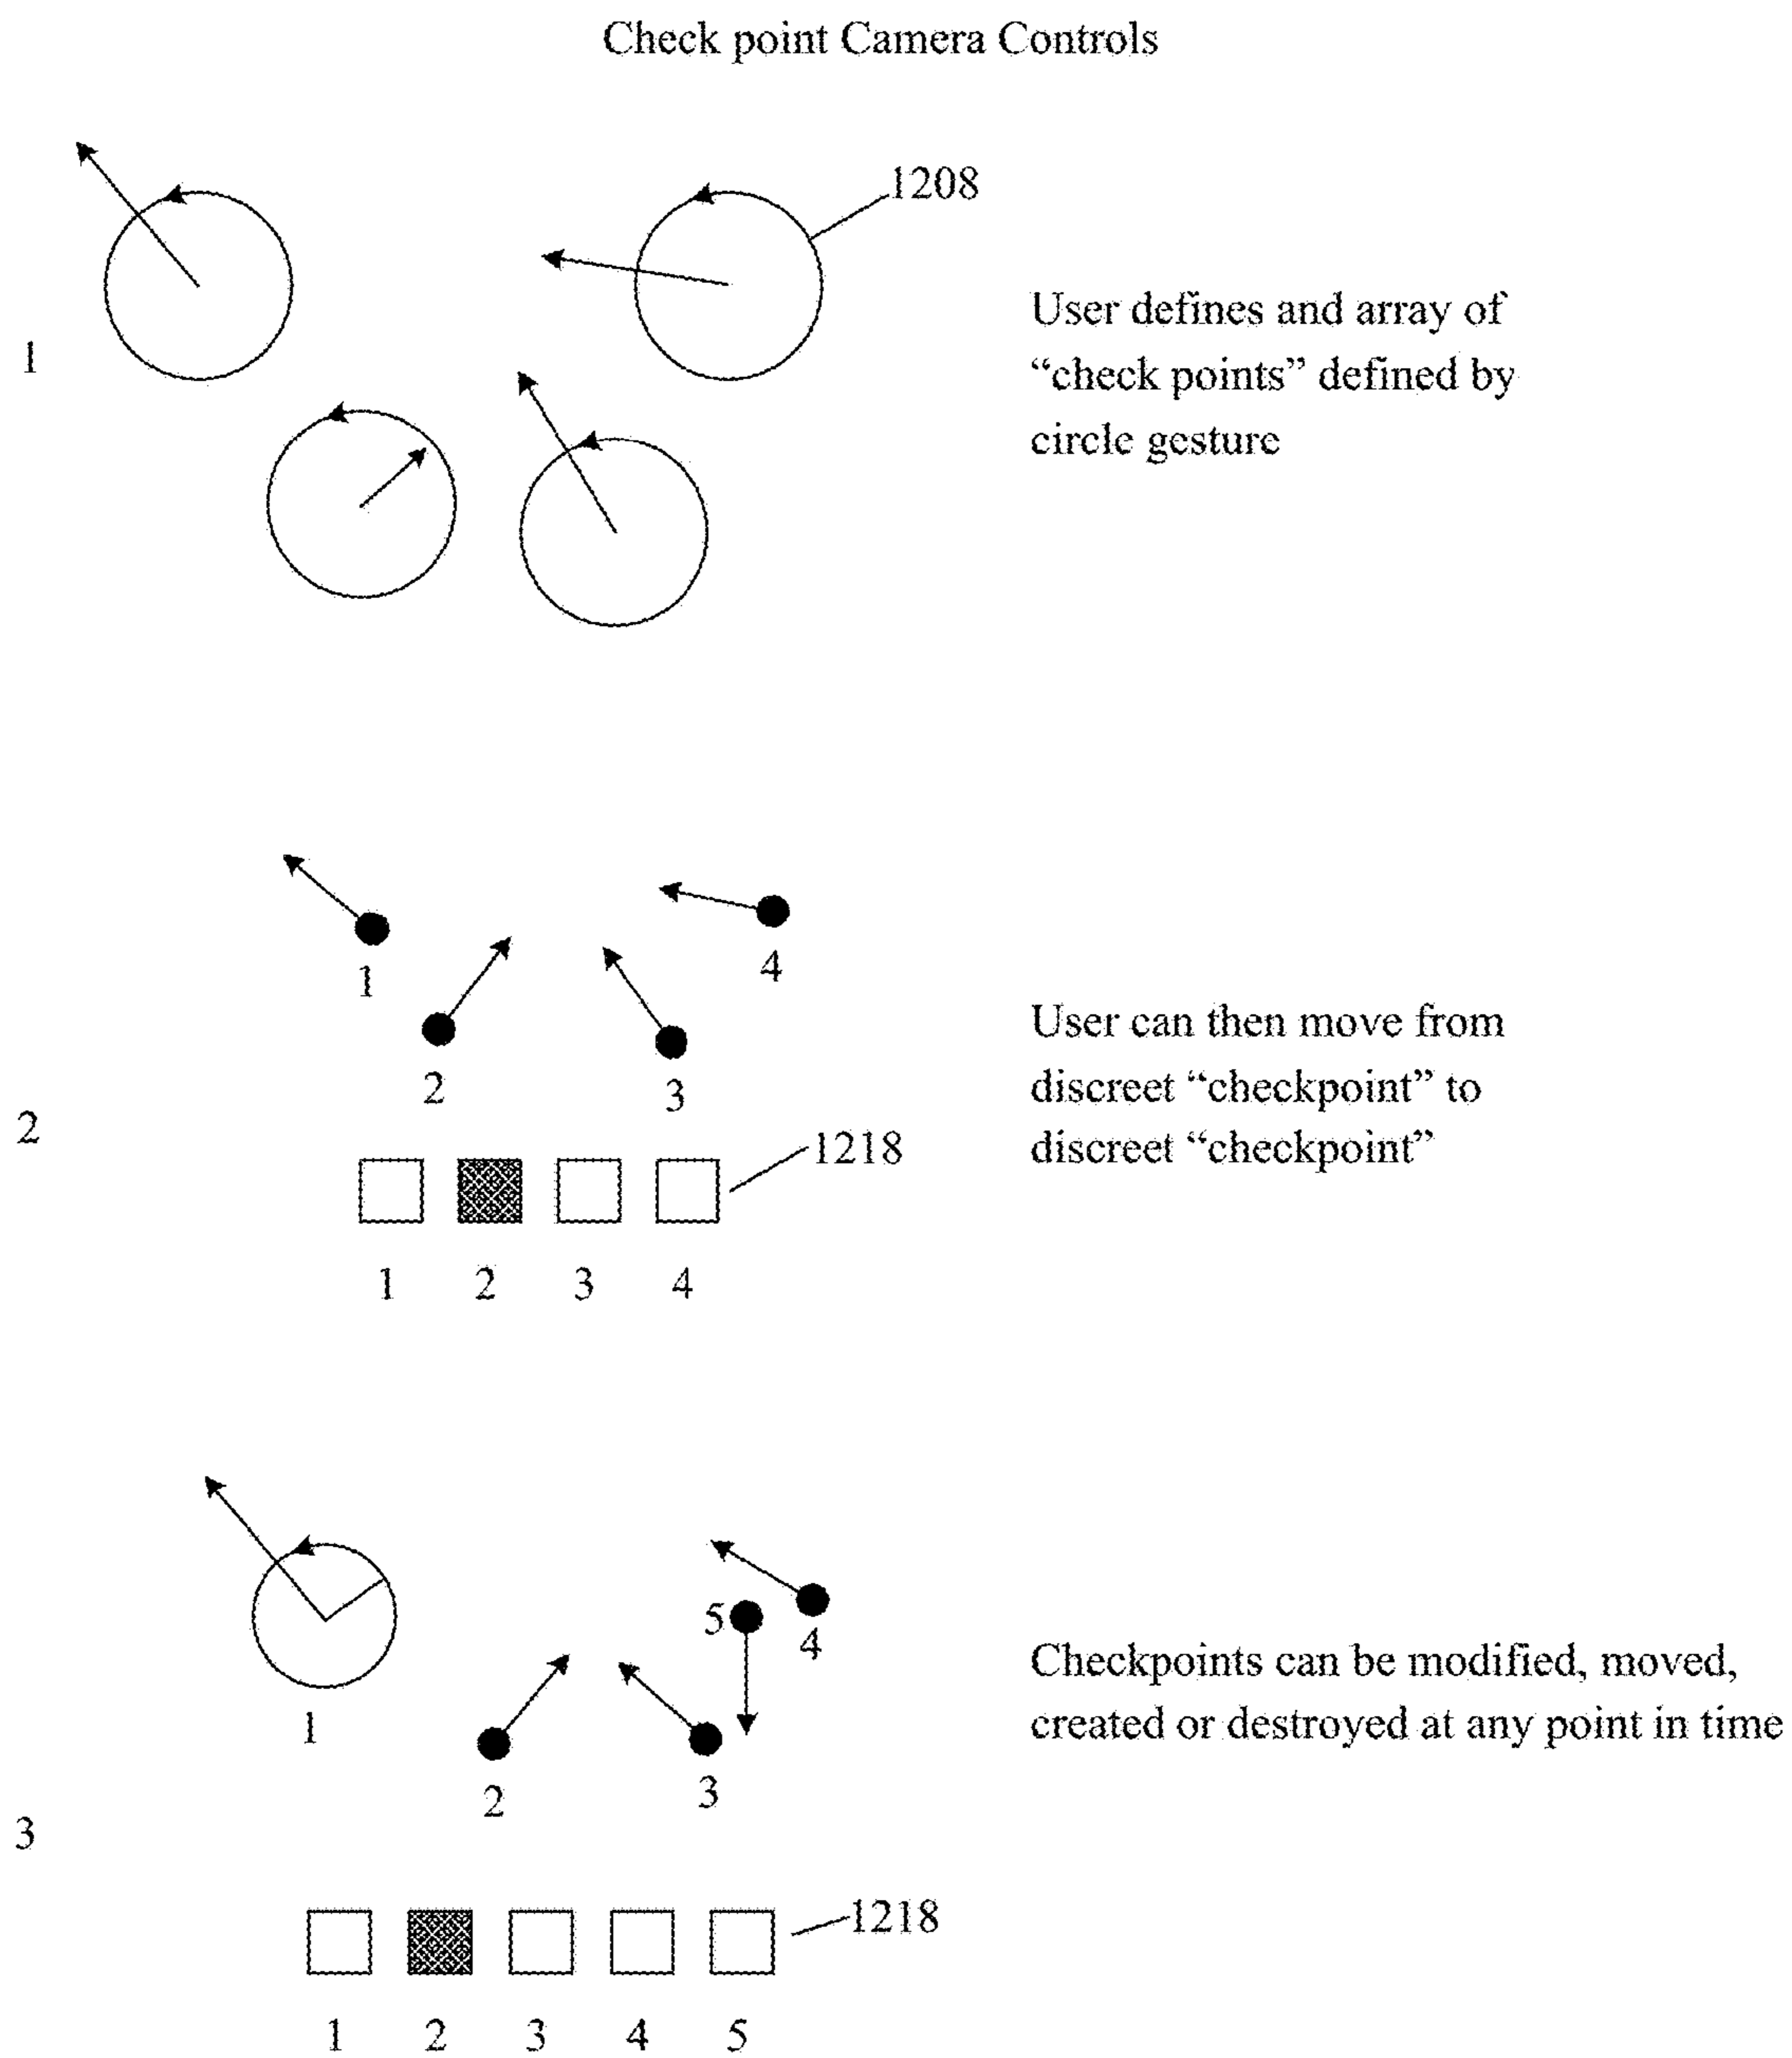 Check point Camera Controls
1208
User defines and array of
“check points” defined by
circle gesture
1
1
4
2
3
User can then move from
discreet “checkpoint” to
discreet “checkpoint”
2
1218
1 2 3 4
5
4
1
2
3
Checkpoints can be modified, moved,
created or destroyed at any point in time
3
1218
1 2 3 4 5